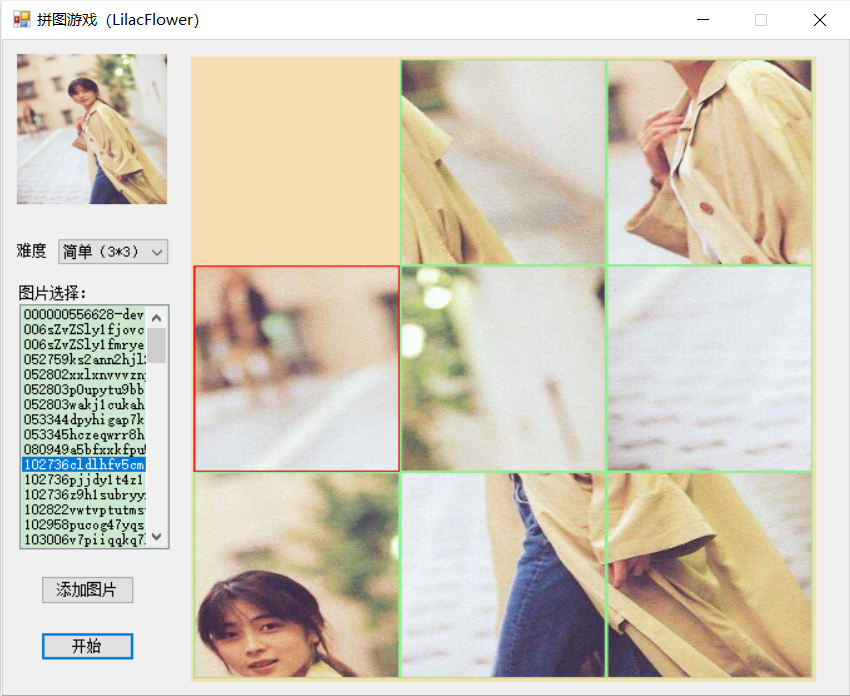 拼图游戏（LilacFlower）
难度
简单（3*3）
图片选择：
000000556628-dev
006sZvZSly1fjovc
006sZvZSly1fmrye
052759ks2ann2hjl
052802xxlxnvvvzn
052803p0upytu9bb
052803wakj1cukah
053344dpyhigap7k
053345hczeqwrr8h
080949a5bfxxkfpu
102736cldlhfv5cm
102736pjjdy1t4z1
102736z9h1subryy
102822vwtvptutms
102958pucog47yqs
103006v7piiqqkq7
添加图片
开始